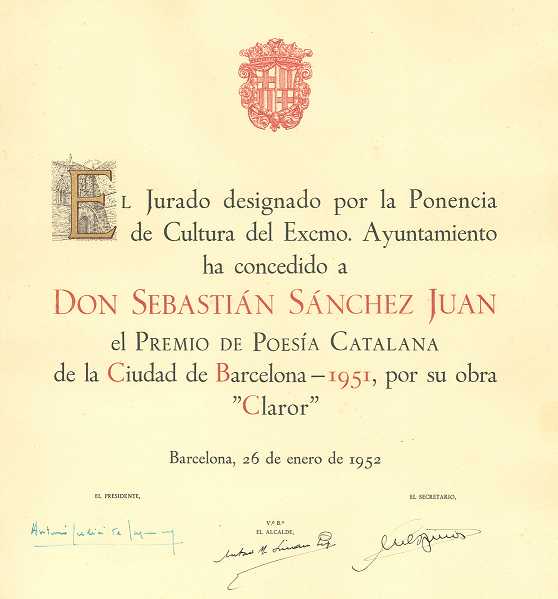 EL Jurado designado por la Ponencia
de Cultura del Excmo. Ayuntamiento
ha concedido a
DON SEBASTIÁN SÁNCHEZ JUAN
el PREMIO DE POESÍA CATALANA
de la Ciudad de Barcelona – 1951, por su obra
"Claror"
Barcelona, 26 de enero de 1952
EL PRESIDENTE,
V.º B.º
EL ALCALDE,
EL SECRETARIO,